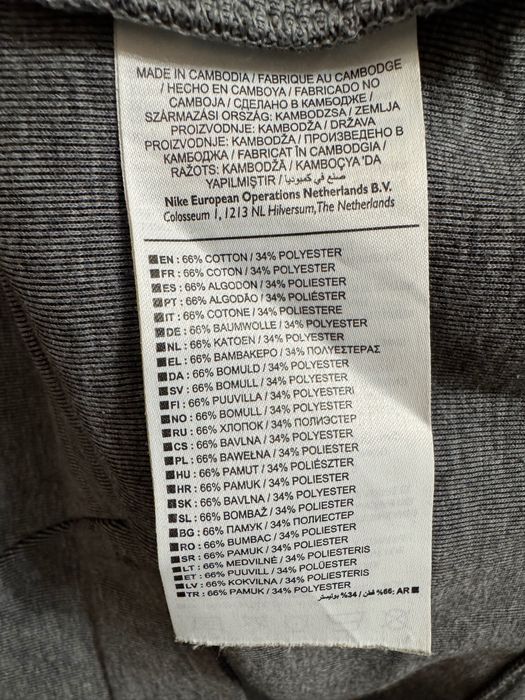 MADE IN CAMBODIA / FABRIQUE AU CAMBODGE
/ HECHO EN CAMBOYA / FABRICADO NO
CAMBOJA / СДЕЛАНО В КАМБОДЖЕ /
SZÁRMAZÁSI ORSZÁG: KAMBODZSA / ZEMLJA
PROIZVODNJE: KAMBODŽA / DRŽAVA
PROIZVODNJE: KAMBODŽA / ПРОИЗВЕДЕНО В
КАМБОДЖА / FABRICAT ÎN CAMBODGIA /
RAŽOTS: KAMBODŽĀ / KAMBOÇYA 'DA
YAPILMIŞTIR / صنع في كمبوديا
Nike European Operations Netherlands B.V.
Colosseum 1, 1213 NL Hilversum, The Netherlands
EN : 66% COTTON / 34% POLYESTER
FR : 66% COTON / 34% POLYESTER
ES : 66% ALGODON / 34% POLIESTER
PT : 66% ALGODÃO / 34% POLIÉSTER
IT : 66% COTONE / 34% POLIESTERE
DE : 66% BAUMWOLLE / 34% POLYESTER
NL : 66% KATOEN / 34% POLYESTER
EL : 66% ΒΑΜΒΑΚΕΡΟ / 34% ΠΟΛΥΕΣΤΕΡΑΣ
DA : 66% BOMULD / 34% POLYESTER
SV : 66% BOMULL / 34% POLYESTER
FI : 66% PUUVILLA / 34% POLYESTERI
NO : 66% BOMULL / 34% POLYESTER
RU : 66% ХЛОПОК / 34% ПОЛИЭСТЕР
CS : 66% BAVLNA / 34% POLYESTER
PL : 66% BAWEŁNA / 34% POLYESTER
HU : 66% PAMUT / 34% POLIÉSZTER
HR : 66% PAMUK / 34% POLIESTER
SK : 66% BAVLNA / 34% POLYESTER
SL : 66% BOMBAŽ / 34% POLIESTER
BG : 66% ПАМУК / 34% ПОЛИЕСТЕР
RO : 66% BUMBAC / 34% POLIESTER
SR : 66% PAMUK / 34% POLIESTER
LT : 66% MEDVILNĖ / 34% POLIESTERIS
ET : 66% PUUVILL / 34% POLÜESTER
LV : 66% KOKVILNA / 34% POLIESTERIS
TR : 66% PAMUK / 34% POLYESTER AR :66% قطن / 34% بوليستر